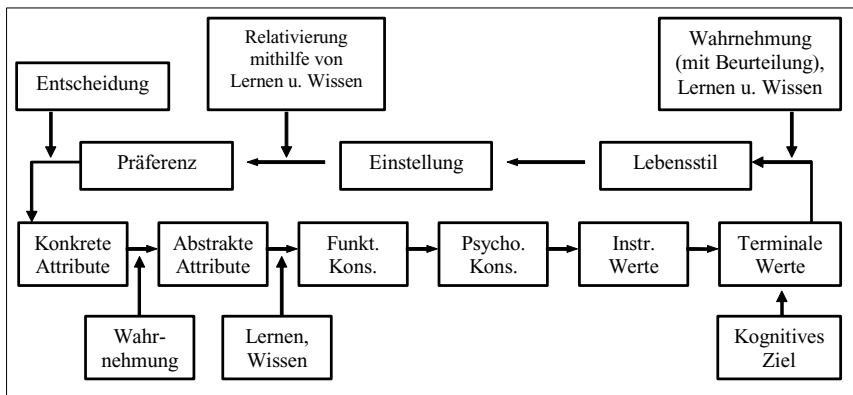 Relativierung
mithilfe von
Lernen u. Wissen
Wahrnehmung
(mit Beurteilung),
Lernen u. Wissen
Entscheidung
Präferenz
Einstellung
Lebensstil
Konkrete
Attribute
Abstrakte
Attribute
Funkt.
Kons.
Psycho.
Kons.
Instr.
Werte
Terminale
Werte
Wahr-
nehmung
Lernen,
Wissen
Kognitives
Ziel